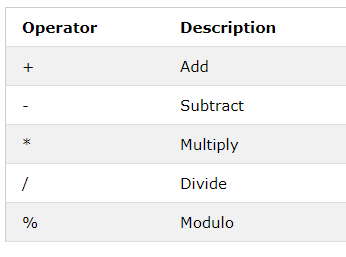 Operator Description
+ Add
- Subtract
* Multiply
/ Divide
% Modulo